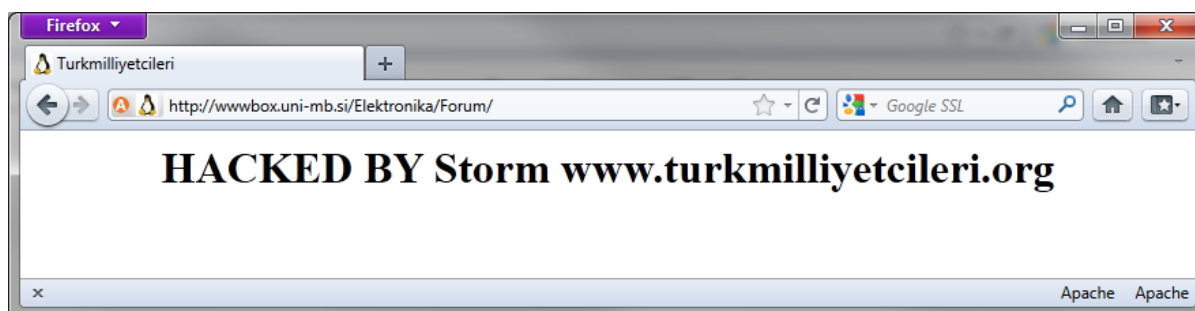 Firefox
Turkmilliyetcileri
http://wwwbox.uni-mb.si/Elektronika/Forum/
Google SSL
HACKED BY Storm www.turkmilliyetcileri.org
Apache Apache